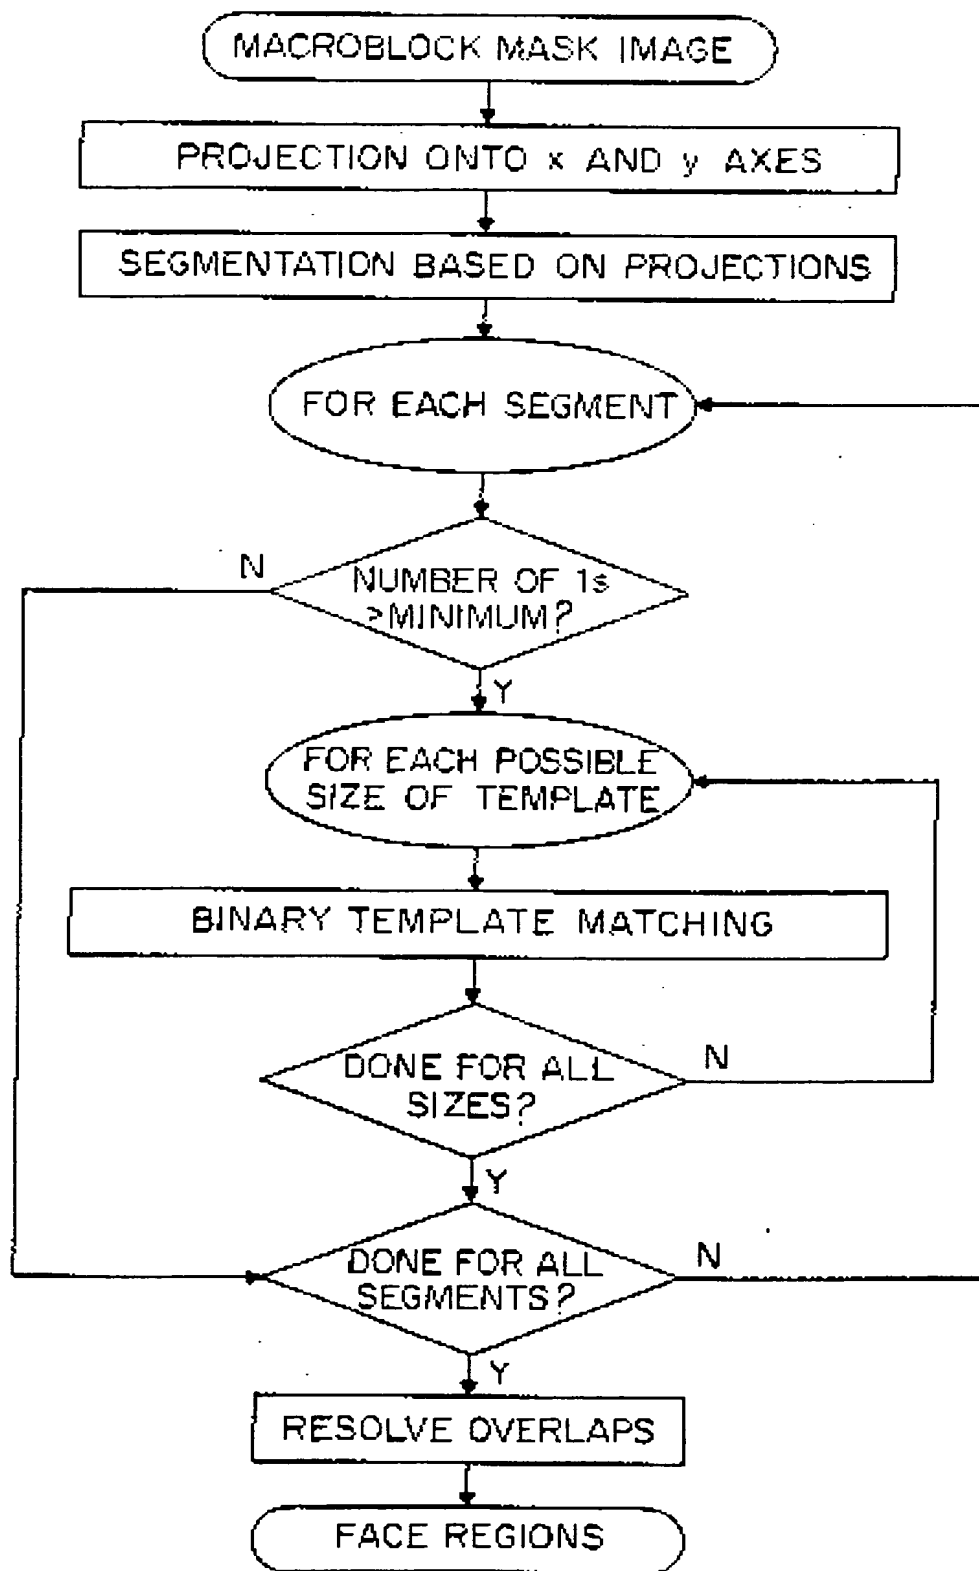 MACROBLOCK MASK IMAGE
PROJECTION ONTO x AND y AXES
SEGMENTATION BASED ON PROJECTIONS
FOR EACH SEGMENT
N
NUMBER OF 1s
>MINIMUM?
Y
FOR EACH POSSIBLE
SIZE OF TEMPLATE
BINARY TEMPLATE MATCHING
DONE FOR ALL
SIZES?
N
Y
DONE FOR ALL
SEGMENTS?
N
Y
RESOLVE OVERLAPS
FACE REGIONS